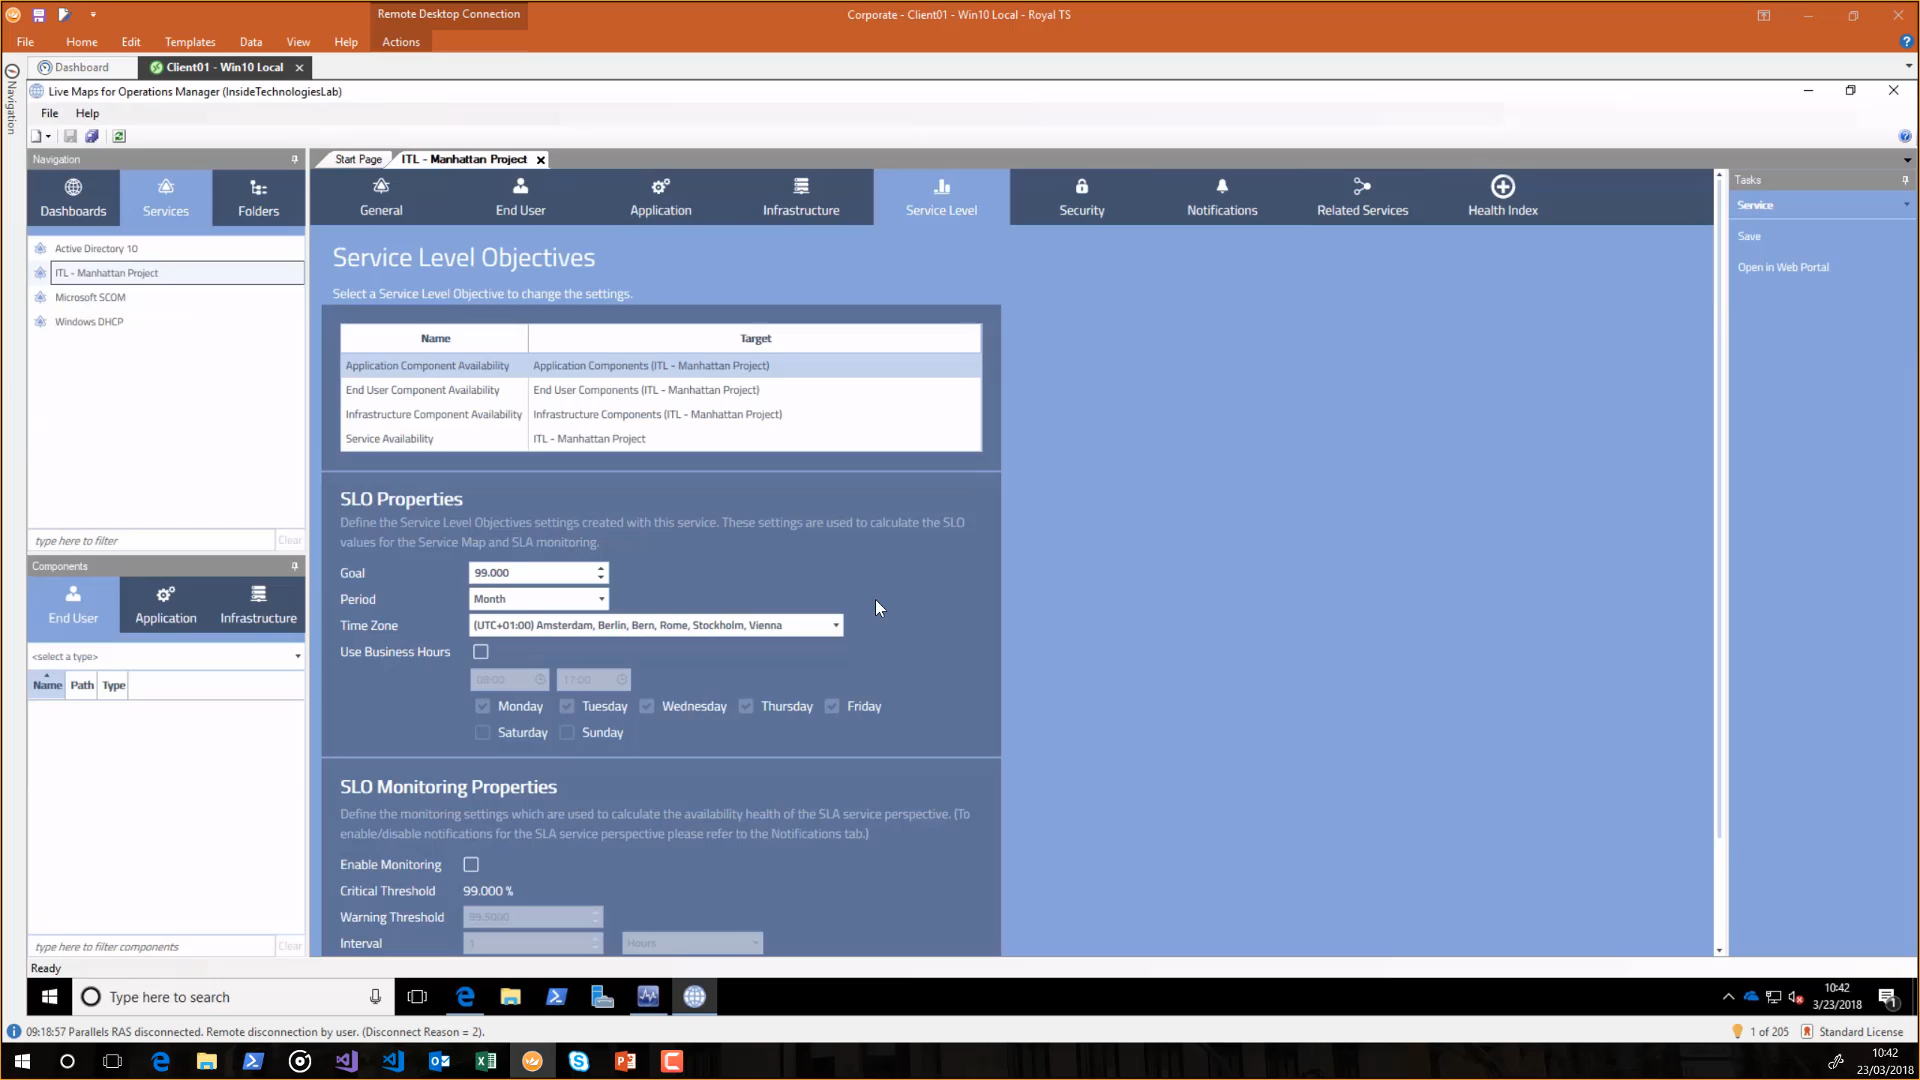 Remote Desktop Connection
Corporate - Client01 - Win10 Local - Royal TS
File Home Edit Templates Data View Help Actions
Navigation
Dashboard
Client01 - Win10 Local
Live Maps for Operations Manager (InsideTechnologiesLab)
File Help
Navigation
Start Page
ITL - Manhattan Project
Tasks
Dashboards Services Folders
General End User Application Infrastructure Service Level Security Notifications Related Services Health Index
Service
Save
Open in Web Portal
Active Directory 10
ITL - Manhattan Project
Microsoft SCOM
Windows DHCP
type here to filter
Clear
Components
End User Application Infrastructure
<select a type>
Name Path Type
type here to filter components
Clear
Service Level Objectives
Select a Service Level Objective to change the settings.
Name Target
Application Component Availability Application Components (ITL - Manhattan Project)
End User Component Availability End User Components (ITL - Manhattan Project)
Infrastructure Component Availability Infrastructure Components (ITL - Manhattan Project)
Service Availability ITL - Manhattan Project
SLO Properties
Define the Service Level Objectives settings created with this service. These settings are used to calculate the SLO
values for the Service Map and SLA monitoring.
Goal 99.000
Period Month
Time Zone (UTC+01:00) Amsterdam, Berlin, Bern, Rome, Stockholm, Vienna
Use Business Hours
08:00 17:00
Monday Tuesday Wednesday Thursday Friday
Saturday Sunday
SLO Monitoring Properties
Define the monitoring settings which are used to calculate the availability health of the SLA service perspective. (To
enable/disable notifications for the SLA service perspective please refer to the Notifications tab.)
Enable Monitoring
Critical Threshold 99.000 %
Warning Threshold 99.5000
Interval 1 Hours
Ready
Type here to search
10:42
3/23/2018
1
09:18:57 Parallels RAS disconnected. Remote disconnection by user. (Disconnect Reason = 2).
1 of 205
Standard License
10:42
23/03/2018